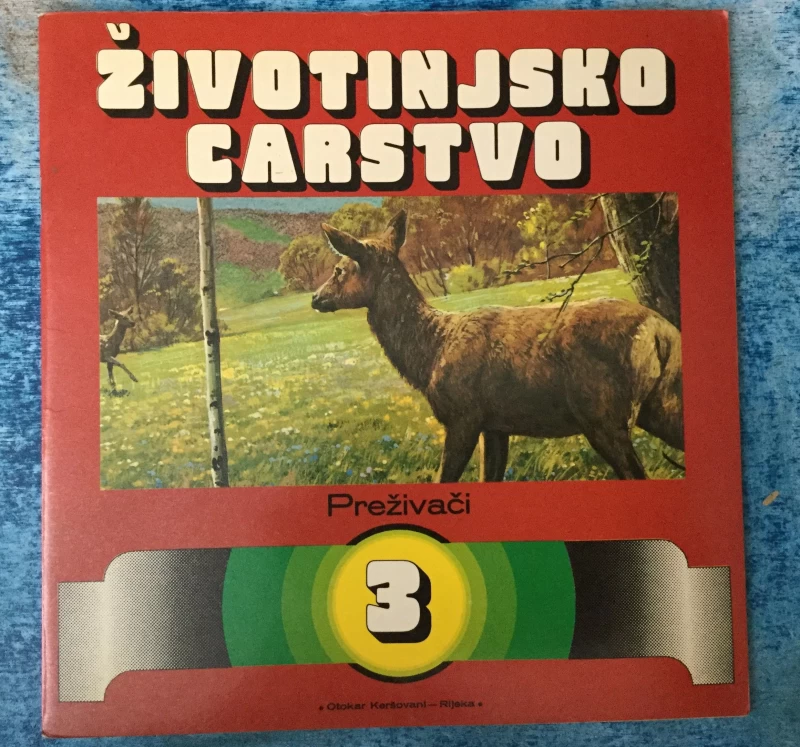 ŽIVOTINJSKO
CARSTVO
Preživači
3
• Otokar Keršovani — Rijeka •